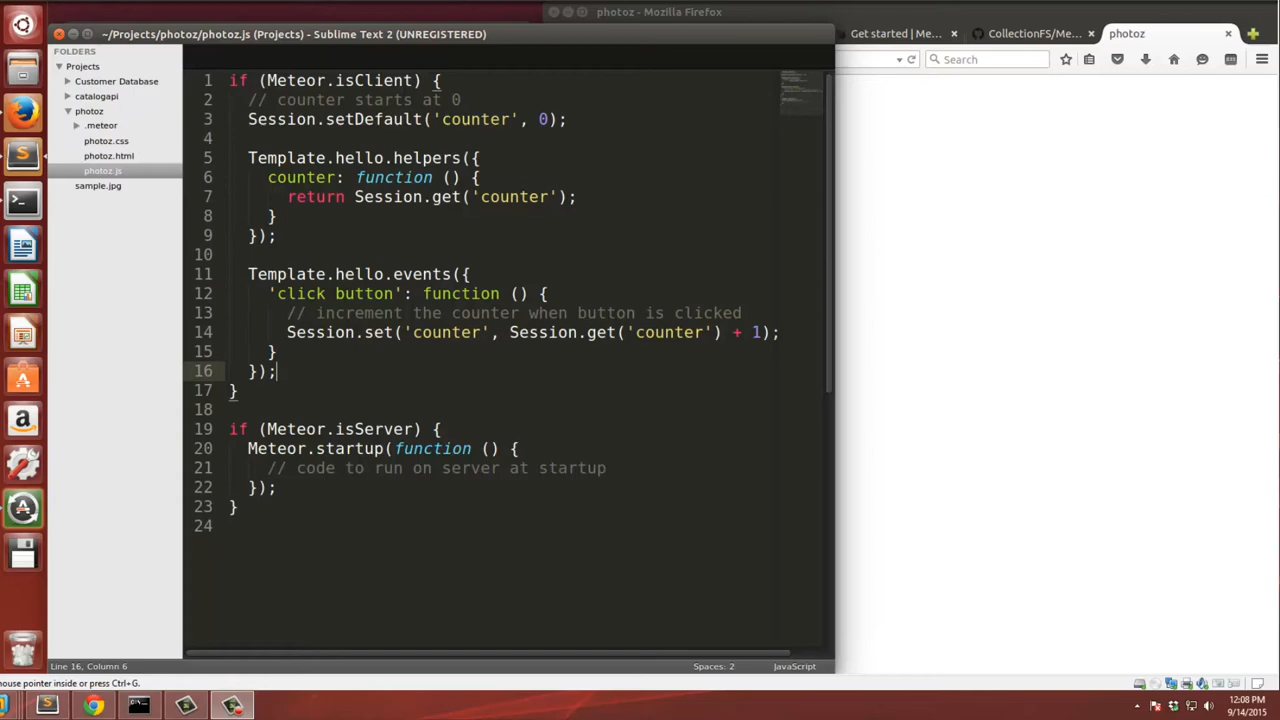 photoz - Mozilla Firefox
~/Projects/photoz/photoz.js (Projects) - Sublime Text 2 (UNREGISTERED)
Get started | Me...
CollectionFS/Me...
photoz
Search
FOLDERS
Projects
Customer Database
catalogapi
photoz
.meteor
photoz.css
photoz.html
photoz.js
sample.jpg
1 if (Meteor.isClient) {
2 // counter starts at 0
3 Session.setDefault('counter', 0);
4
5 Template.hello.helpers({
6 counter: function () {
7 return Session.get('counter');
8 }
9 });
10
11 Template.hello.events({
12 'click button': function () {
13 // increment the counter when button is clicked
14 Session.set('counter', Session.get('counter') + 1);
15 }
16 });
17 }
18
19 if (Meteor.isServer) {
20 Meteor.startup(function () {
21 // code to run on server at startup
22 });
23 }
24
Line 16, Column 6
Spaces: 2
JavaScript
ouse pointer inside or press Ctrl+G.
12:08 PM
9/14/2015